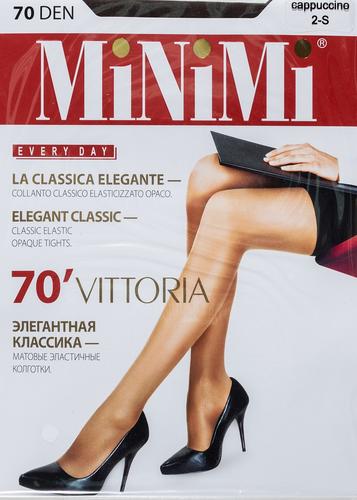 70 DEN
cappuccino
2-S
MiNiMi®
EVERY DAY
LA CLASSICA ELEGANTE —
COLLANTO CLASSICO ELASTICIZZATO OPACO.
ELEGANT CLASSIC —
CLASSIC ELASTIC
OPAQUE TIGHTS.
70’ VITTORIA
ЭЛЕГАНТНАЯ
КЛАССИКА —
МАТОВЫЕ ЭЛАСТИЧНЫЕ
КОЛГОТКИ.